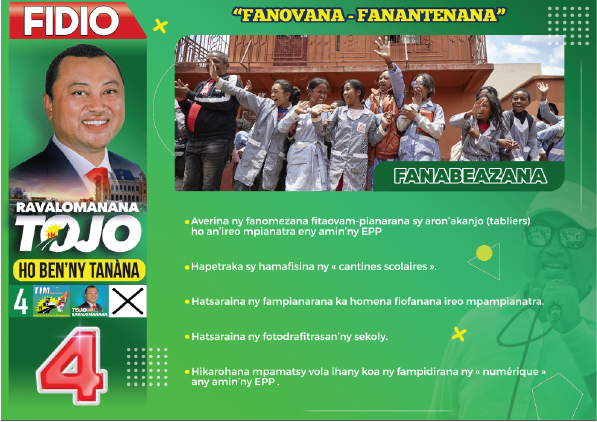 FIDIO
"FANOVANA - FANANTENANA"
FANABEAZANA
RAVALOMANANA
TOJO
HO BEN'NY TANÀNA
4
TIM
TOJO
RAVALOMANANA
4
Averina ny fanomezana fitaovam-pianarana sy aron'akanjo (tabliers)
ho an'ireo mpianatra eny amin'ny EPP
Hapetraka sy hamafisina ny « cantines scolaires ».
Hatsaraina ny fampianarana ka homena fiofanana ireo mpampianatra.
Hatsaraina ny fotodrafitrasan'ny sekoly.
Hikarohana mpamatsy vola ihany koa ny fampidirana ny « numérique »
any amin'ny EPP .